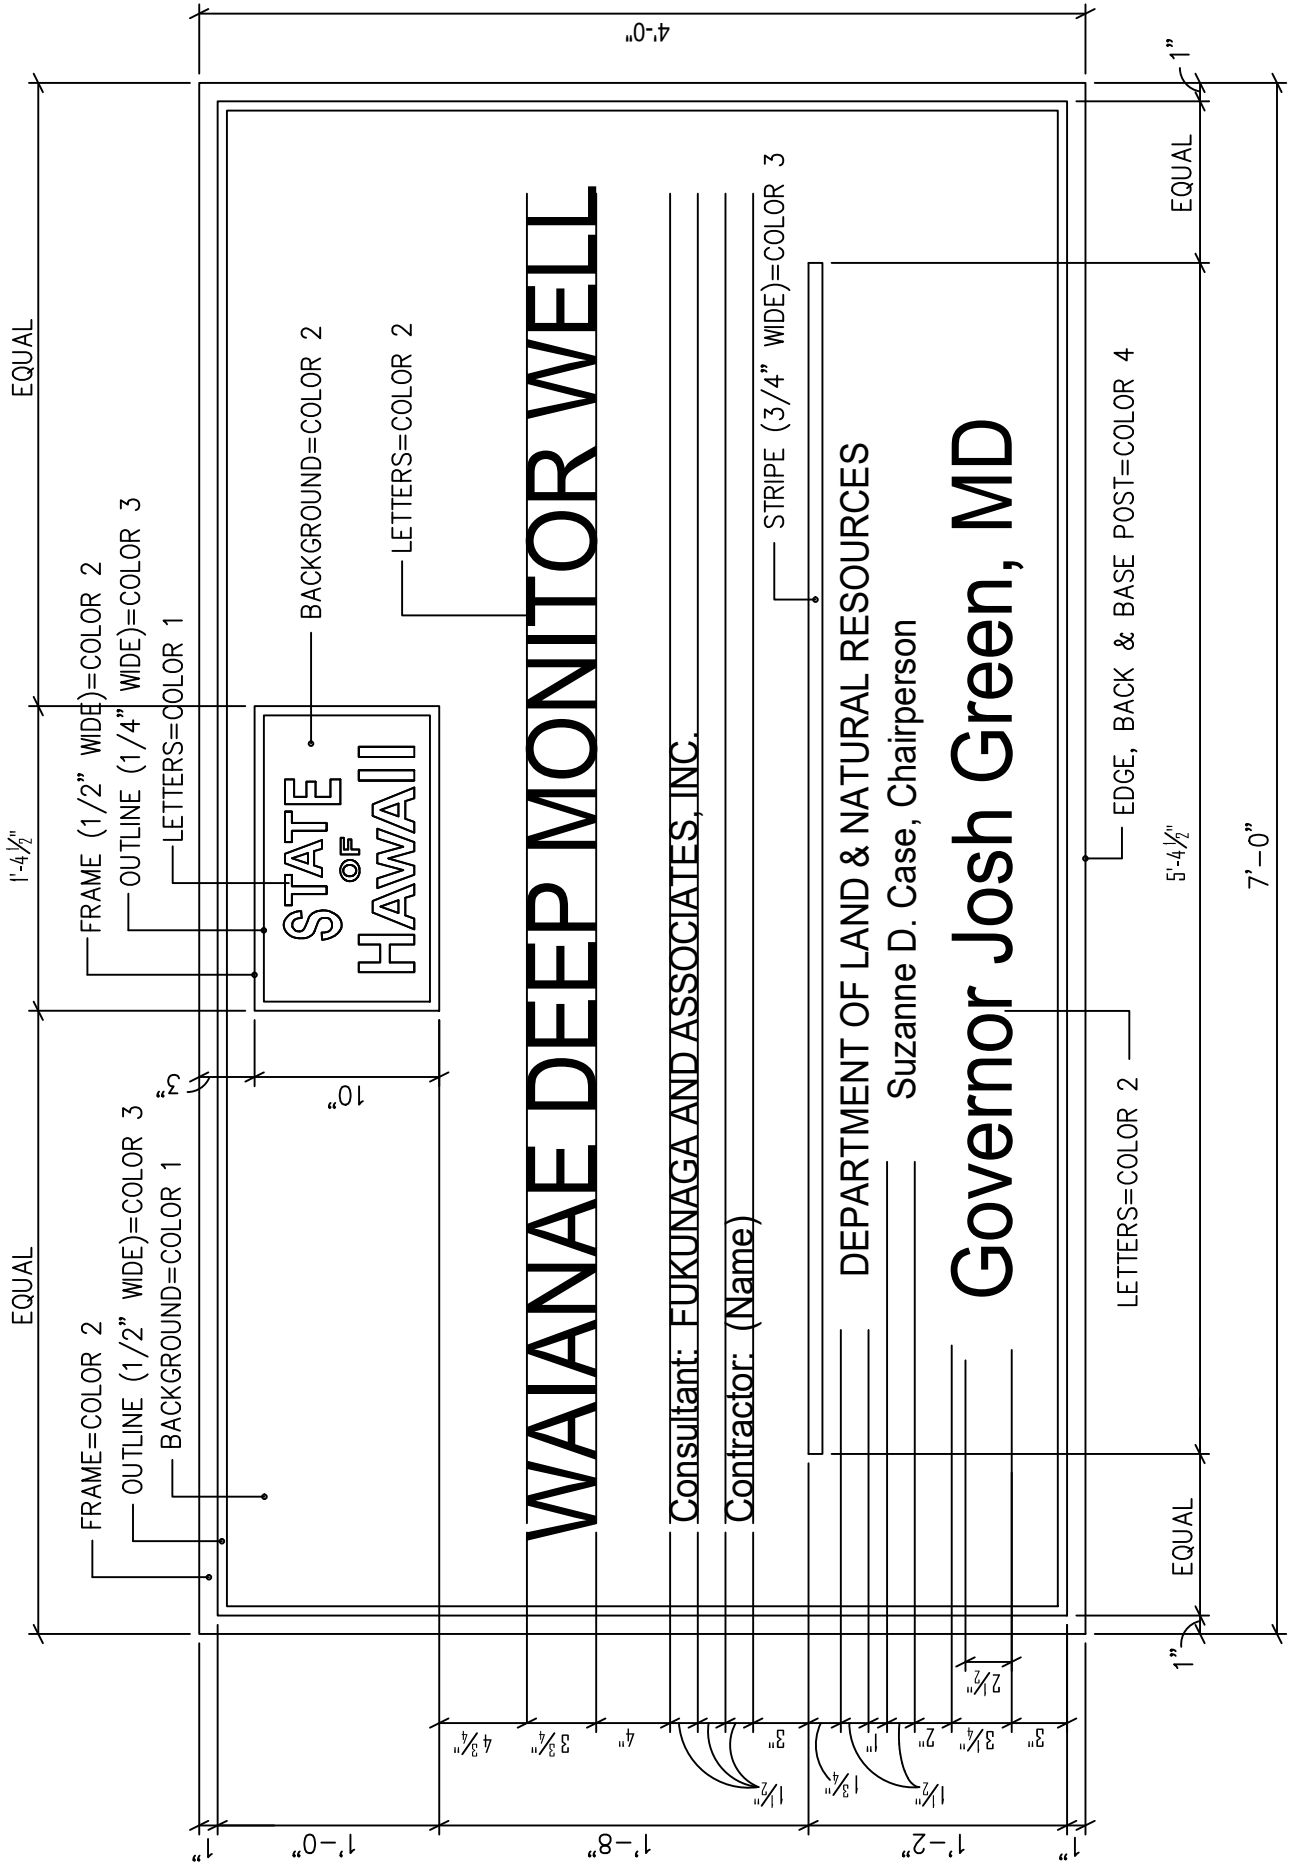 EQUAL
1'-4½"
EQUAL
FRAME=COLOR 2
OUTLINE (1/2" WIDE)=COLOR 3
BACKGROUND=COLOR 1
FRAME (1/2" WIDE)=COLOR 2
OUTLINE (1/4" WIDE)=COLOR 3
LETTERS=COLOR 1
3"
10"
STATE
OF
HAWAII
BACKGROUND=COLOR 2
LETTERS=COLOR 2
4'-0"
WAIANAE DEEP MONITOR WELL
Consultant: FUKUNAGA AND ASSOCIATES, INC.
Contractor: (Name)
STRIPE (3/4" WIDE)=COLOR 3
DEPARTMENT OF LAND & NATURAL RESOURCES
Suzanne D. Case, Chairperson
Governor Josh Green, MD
LETTERS=COLOR 2
EDGE, BACK & BASE POST=COLOR 4
1"
1'-0"
1'-8"
1'-2"
1"
4¾"
3¾"
4"
1½"
3"
1¾"
1"
1½"
2"
3¼"
2½"
3"
1"
EQUAL
5'-4½"
EQUAL
1"
7'-0"